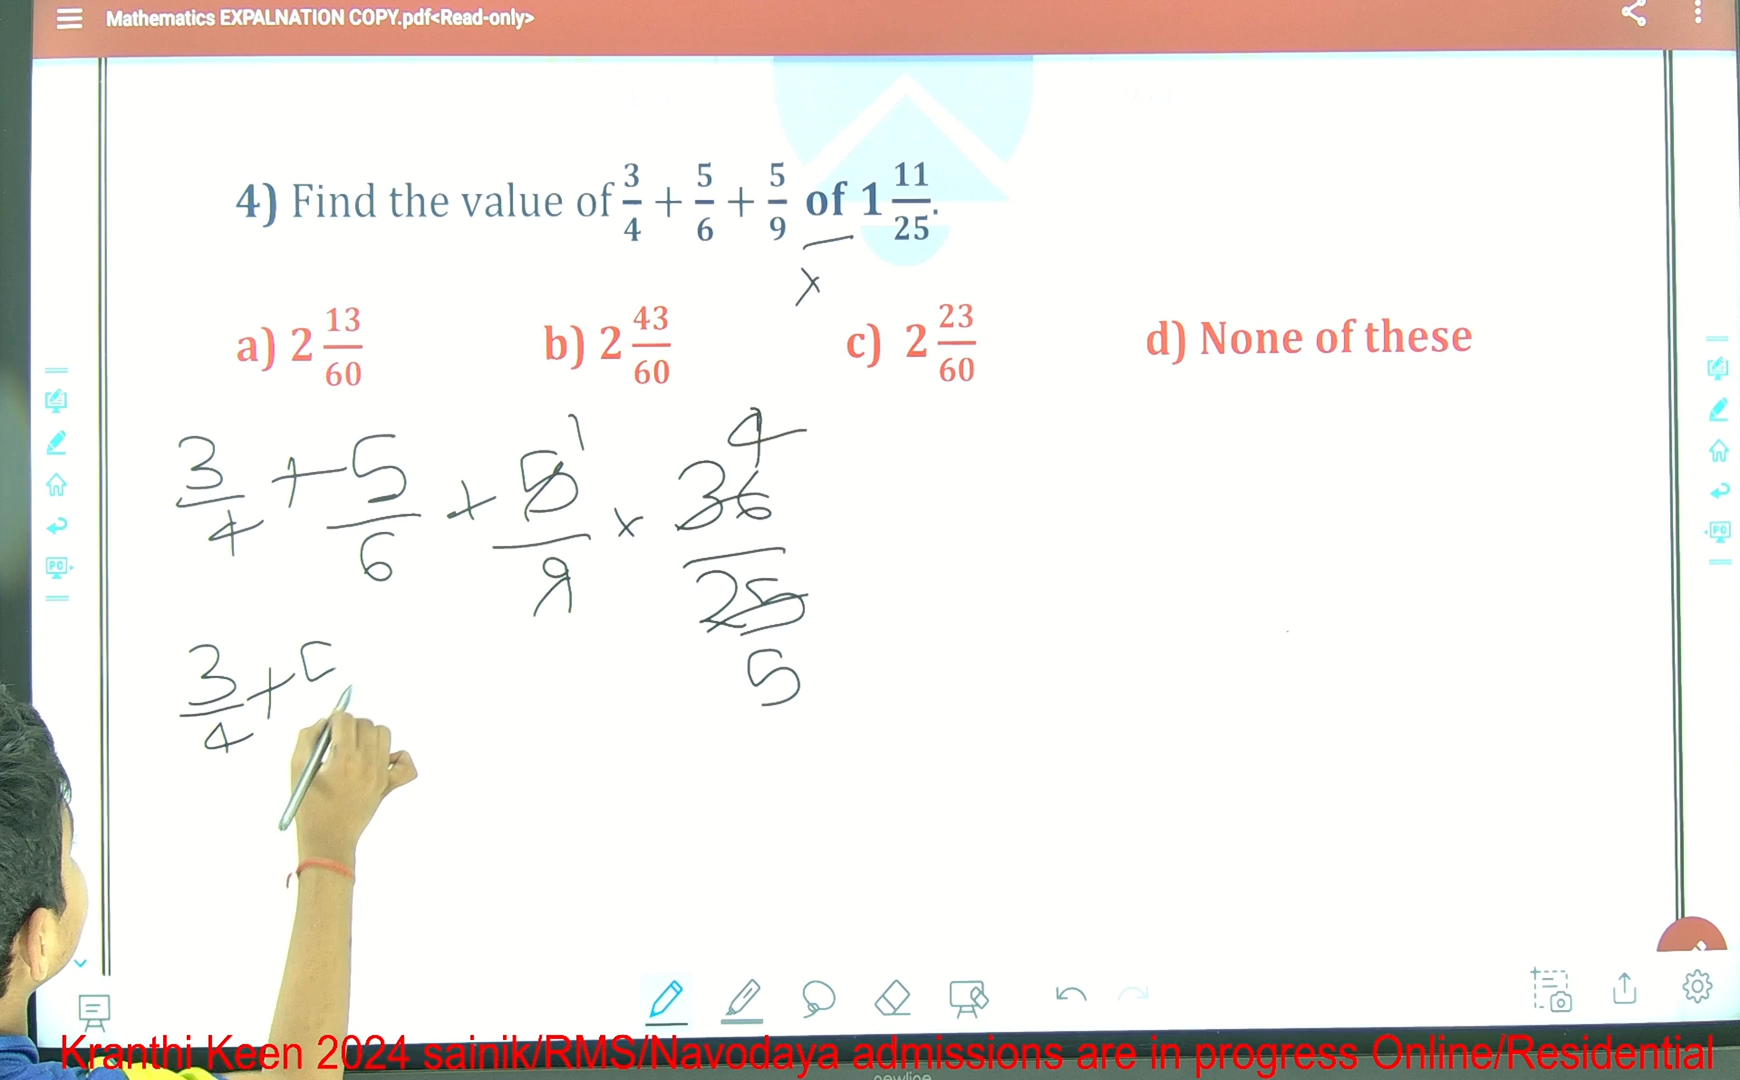 Mathematics EXPALNATION COPY.pdf<Read-only>
4) Find the value of 3/4 + 5/6 + 5/9 of 1 11/25.
x
a) 2 13/60 b) 2 43/60 c) 2 23/60 d) None of these
1 4
3/4 + 5/6 + 5/9 x 36/25
5
3/4 +
PC
PC
Kranthi Keen 2024 sainik/RMS/Navodaya admissions are in progress Online/Residential
newline